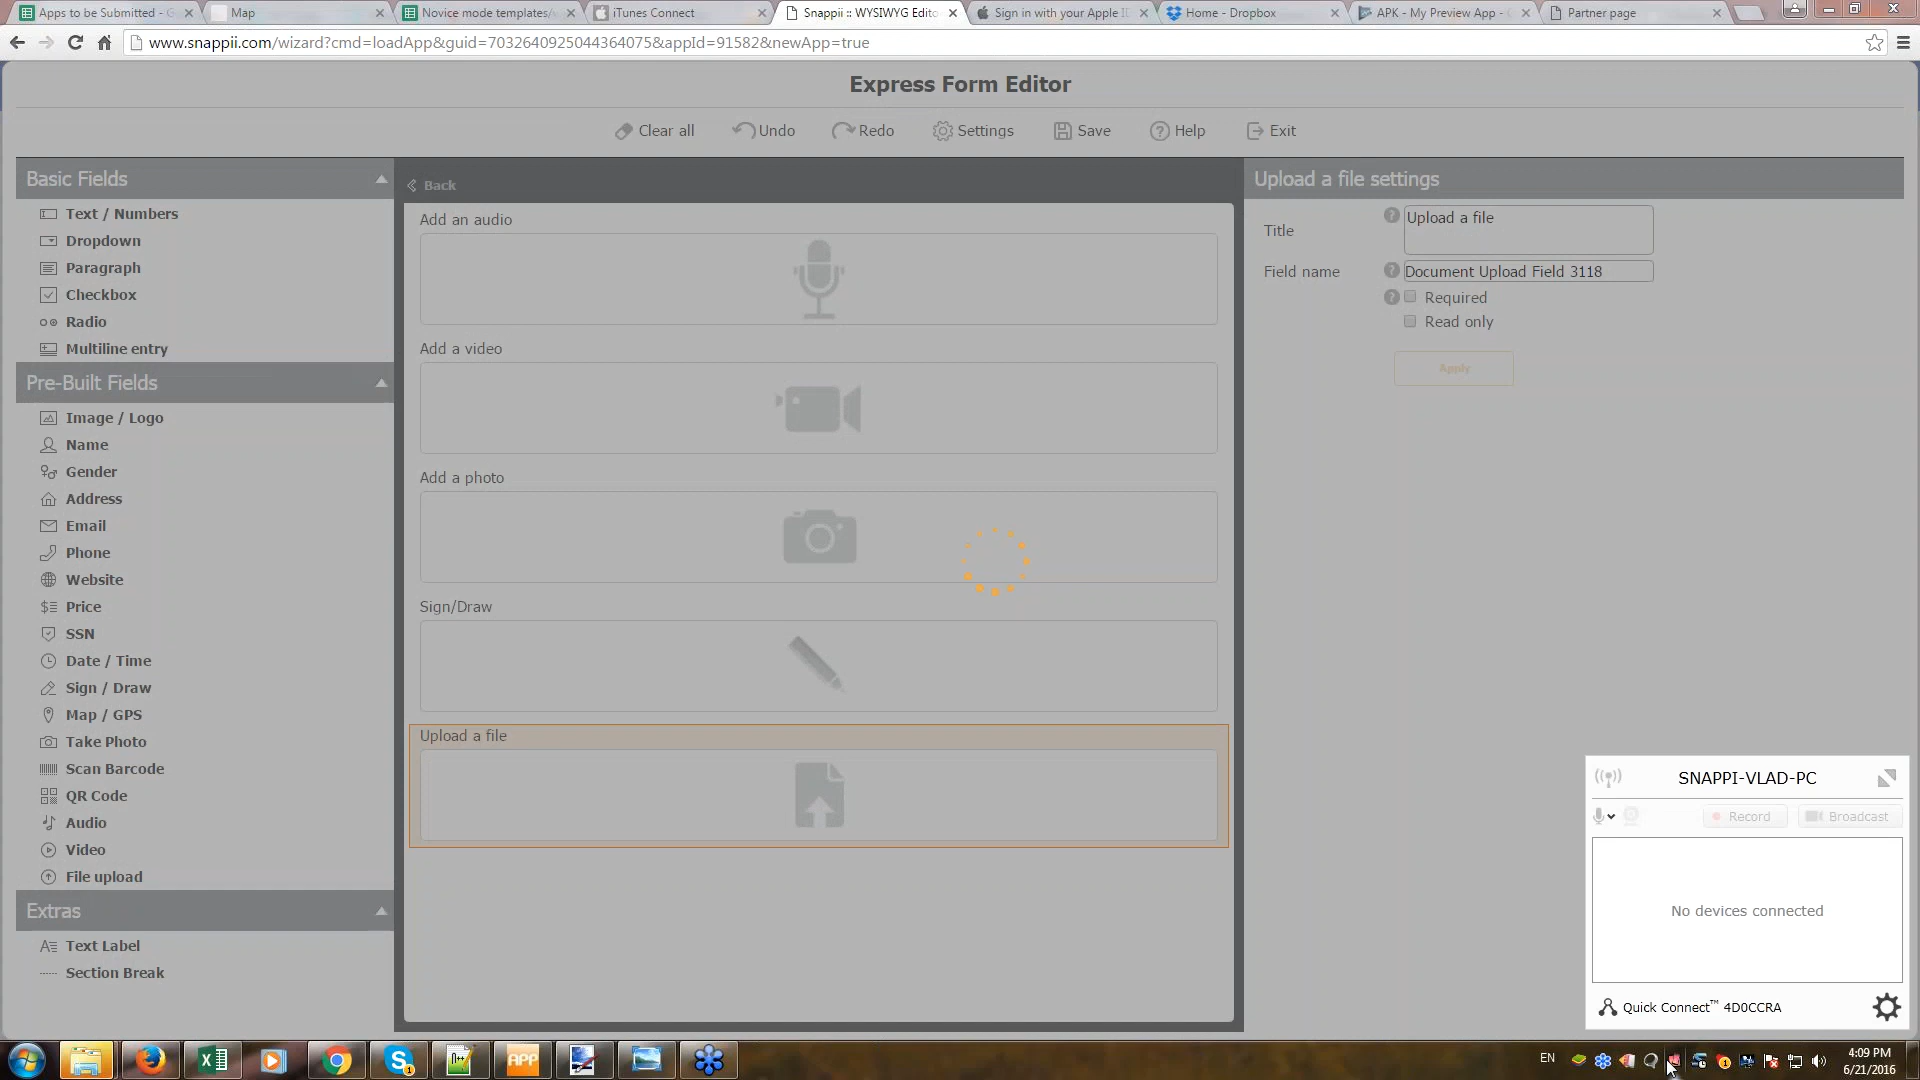 Apps to be Submitted - G
Map
Novice mode templates/
iTunes Connect
Snappii :: WYSIWYG Edito
Sign in with your Apple I
Home - Dropbox
APK - My Preview App -
Partner page
www.snappii.com/wizard?cmd=loadApp&guid=7032640925044364075&appId=91582&newApp=true
Express Form Editor
Clear all
Undo
Redo
Settings
Save
Help
Exit
Basic Fields
Text / Numbers
Dropdown
Paragraph
Checkbox
Radio
Multiline entry
Pre-Built Fields
Image / Logo
Name
Gender
Address
Email
Phone
Website
Price
SSN
Date / Time
Sign / Draw
Map / GPS
Take Photo
Scan Barcode
QR Code
Audio
Video
File upload
Extras
Text Label
Section Break
Back
Add an audio
Add a video
Add a photo
Sign/Draw
Upload a file
Upload a file settings
Title
Upload a file
Field name
Document Upload Field 3118
Required
Read only
Apply
SNAPPI-VLAD-PC
Record
Broadcast
No devices connected
Quick Connect™ 4D0CCRA
APP
EN
4:09 PM
6/21/2016